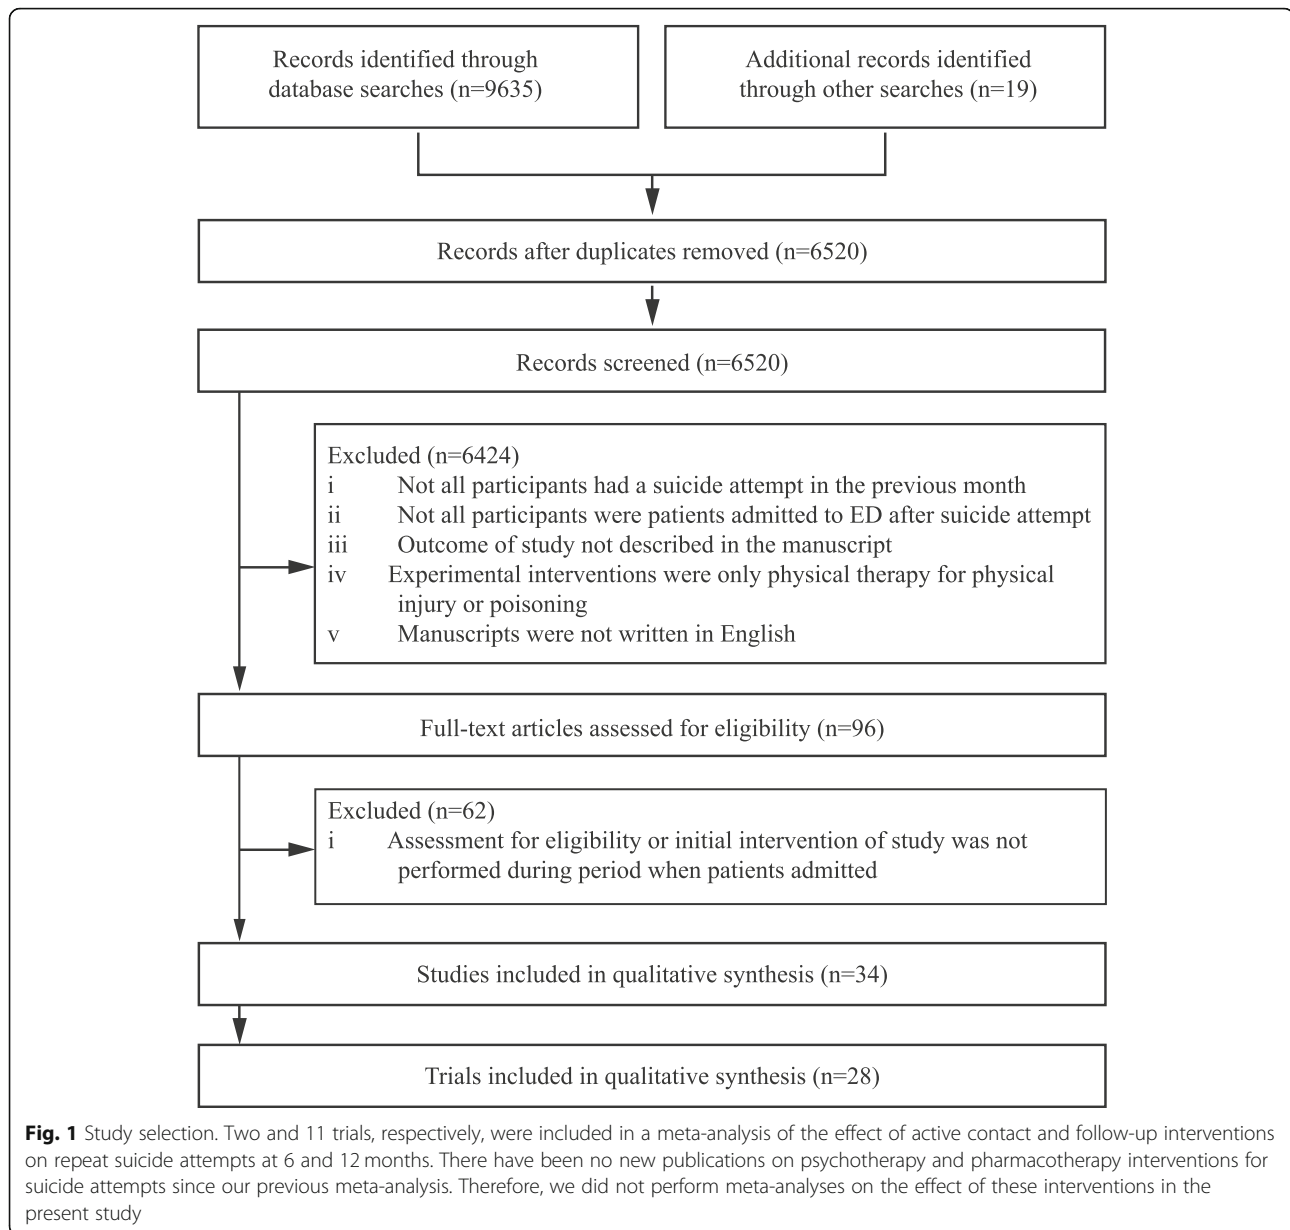 Records identified through
database searches (n=9635)
Additional records identified
through other searches (n=19)
Records after duplicates removed (n=6520)
Records screened (n=6520)
Excluded (n=6424)
i Not all participants had a suicide attempt in the previous month
ii Not all participants were patients admitted to ED after suicide attempt
iii Outcome of study not described in the manuscript
iv Experimental interventions were only physical therapy for physical
injury or poisoning
v Manuscripts were not written in English
Full-text articles assessed for eligibility (n=96)
Excluded (n=62)
i Assessment for eligibility or initial intervention of study was not
performed during period when patients admitted
Studies included in qualitative synthesis (n=34)
Trials included in qualitative synthesis (n=28)
Fig. 1 Study selection. Two and 11 trials, respectively, were included in a meta-analysis of the effect of active contact and follow-up interventions
on repeat suicide attempts at 6 and 12 months. There have been no new publications on psychotherapy and pharmacotherapy interventions for
suicide attempts since our previous meta-analysis. Therefore, we did not perform meta-analyses on the effect of these interventions in the
present study